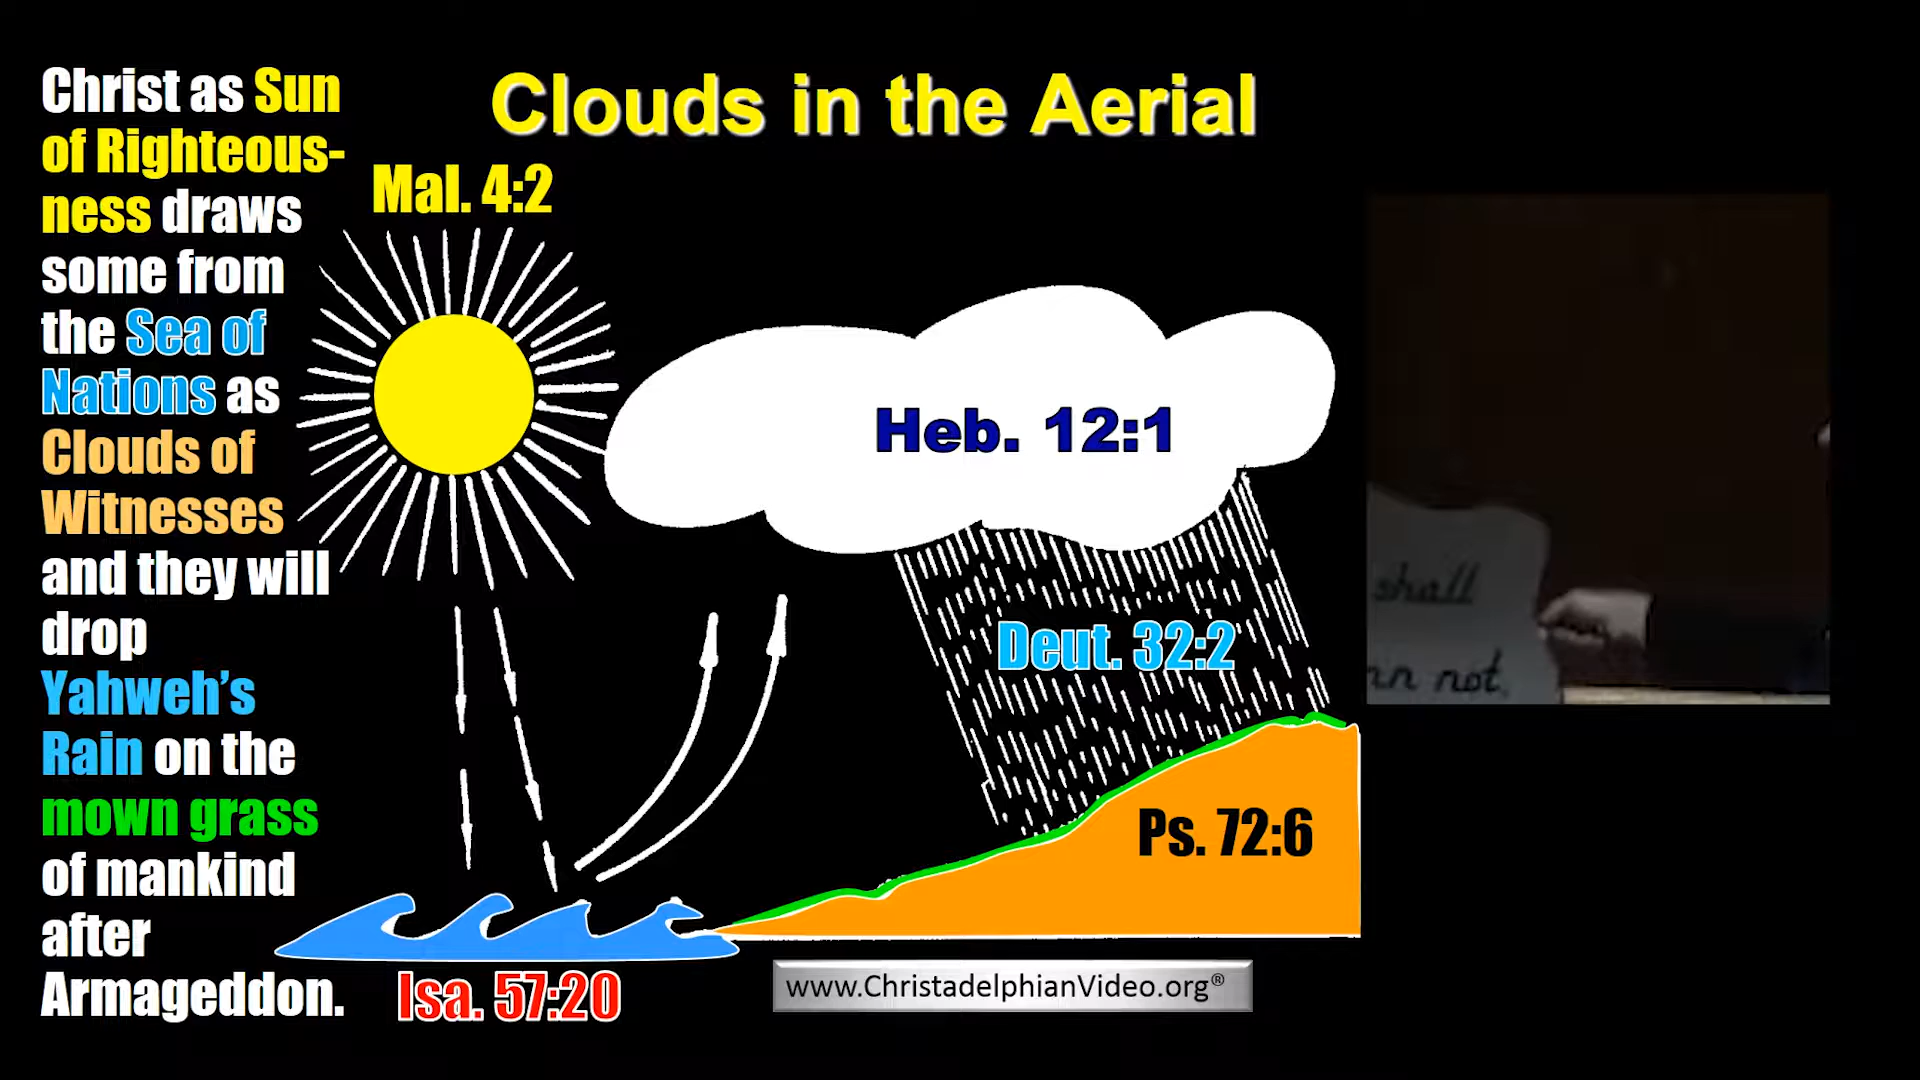 Clouds in the Aerial
Christ as Sun
of Righteous-
ness draws
some from
the Sea of
Nations as
Clouds of
Witnesses
and they will
drop
Yahweh’s
Rain on the
mown grass
of mankind
after
Armageddon.
Mal. 4:2
Heb. 12:1
Deut. 32:2
Ps. 72:6
Isa. 57:20
www.ChristadelphianVideo.org®
shall
not.